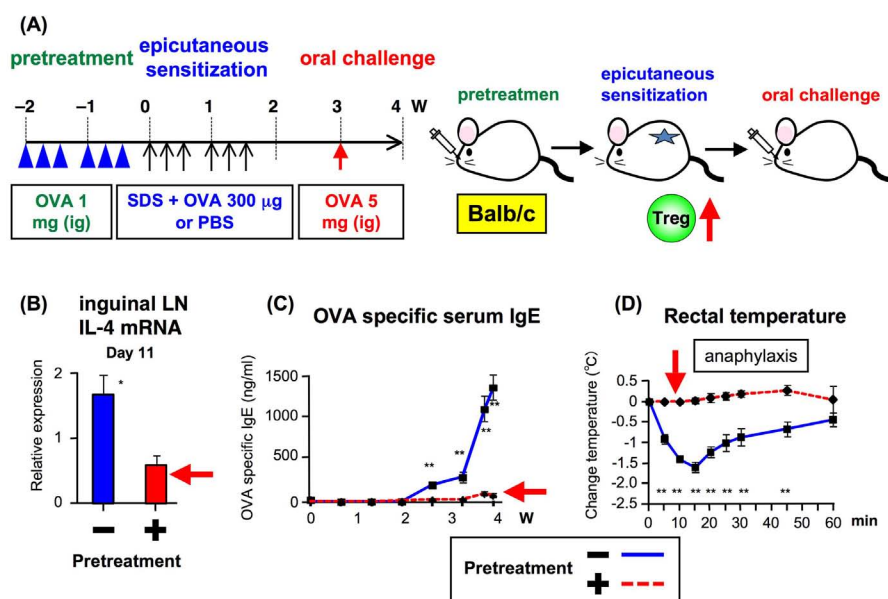 (A)
pretreatment
epicutaneous
sensitization
oral challenge
−2 −1 0 1 2 3 4 W
OVA 1
mg (ig)
SDS + OVA 300 μg
or PBS
OVA 5
mg (ig)
pretreatmen
epicutaneous
sensitization
oral challenge
Balb/c
Treg
(B)
inguinal LN
IL-4 mRNA
Day 11
Relative expression
2
1
0
*
− +
Pretreatment
(C)
OVA specific serum IgE
OVA specific IgE (ng/ml)
1500
1000
500
0
** ** ** **
0 1 2 3 4 W
(D)
Rectal temperature
anaphylaxis
Change temperature (°C)
0.5
0
-0.5
-1
-1.5
-2.0
-2.5
** ** ** ** ** ** **
0 10 20 30 40 50 60 min
Pretreatment −
+